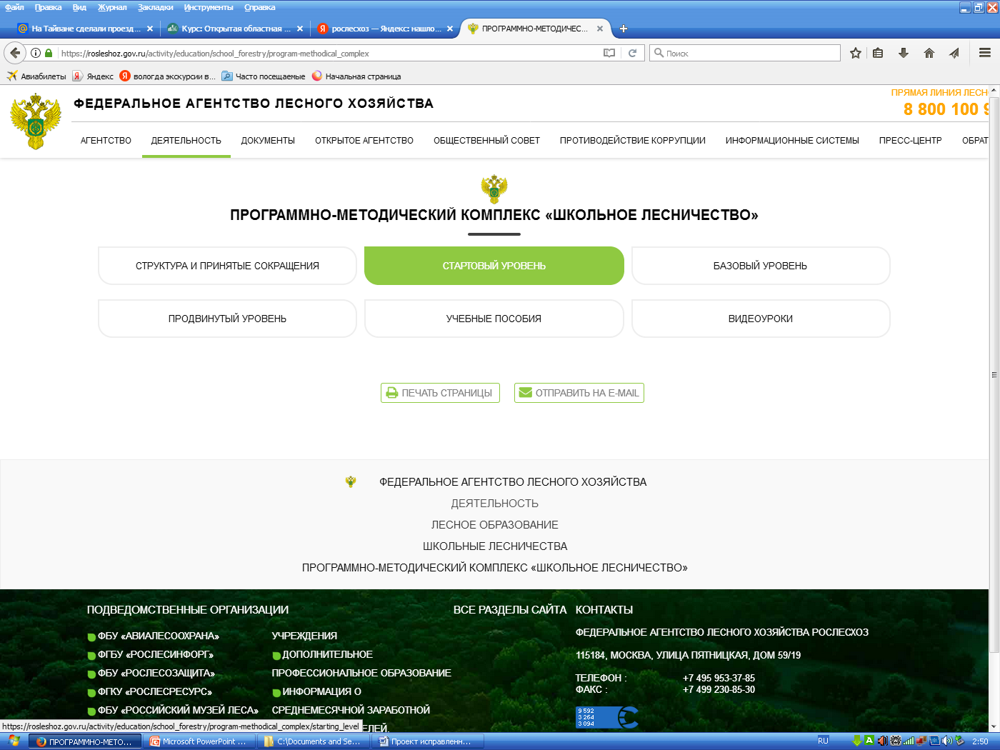 Файл Правка Вид Журнал Закладки Инструменты Справка
На Тайване сделали проезд...
Курс: Открытая областная ...
рослесхоз — Яндекс: нашло...
ПРОГРАММНО-МЕТОДИЧЕС...
https://rosleshoz.gov.ru/activity/education/school_forestry/program-methodical_complex
Поиск
Авиабилеты Яндекс вологда экскурсии в... Часто посещаемые Начальная страница
ФЕДЕРАЛЬНОЕ АГЕНТСТВО ЛЕСНОГО ХОЗЯЙСТВА
ПРЯМАЯ ЛИНИЯ ЛЕСН
8 800 100 9
АГЕНТСТВО ДЕЯТЕЛЬНОСТЬ ДОКУМЕНТЫ ОТКРЫТОЕ АГЕНТСТВО ОБЩЕСТВЕННЫЙ СОВЕТ ПРОТИВОДЕЙСТВИЕ КОРРУПЦИИ ИНФОРМАЦИОННЫЕ СИСТЕМЫ ПРЕСС-ЦЕНТР ОБРАТ
ПРОГРАММНО-МЕТОДИЧЕСКИЙ КОМПЛЕКС «ШКОЛЬНОЕ ЛЕСНИЧЕСТВО»
СТРУКТУРА И ПРИНЯТЫЕ СОКРАЩЕНИЯ
СТАРТОВЫЙ УРОВЕНЬ
БАЗОВЫЙ УРОВЕНЬ
ПРОДВИНУТЫЙ УРОВЕНЬ
УЧЕБНЫЕ ПОСОБИЯ
ВИДЕОУРОКИ
ПЕЧАТЬ СТРАНИЦЫ
ОТПРАВИТЬ НА E-MAIL
ФЕДЕРАЛЬНОЕ АГЕНТСТВО ЛЕСНОГО ХОЗЯЙСТВА
ДЕЯТЕЛЬНОСТЬ
ЛЕСНОЕ ОБРАЗОВАНИЕ
ШКОЛЬНЫЕ ЛЕСНИЧЕСТВА
ПРОГРАММНО-МЕТОДИЧЕСКИЙ КОМПЛЕКС «ШКОЛЬНОЕ ЛЕСНИЧЕСТВО»
ПОДВЕДОМСТВЕННЫЕ ОРГАНИЗАЦИИ
ФБУ «АВИАЛЕСООХРАНА»
ФГБУ «РОСЛЕСИНФОРГ»
ФБУ «РОСЛЕСОЗАЩИТА»
ФГКУ «РОСЛЕСРЕСУРС»
ФБУ «РОССИЙСКИЙ МУЗЕЙ ЛЕСА»
УЧРЕЖДЕНИЯ
ДОПОЛНИТЕЛЬНОЕ
ПРОФЕССИОНАЛЬНОЕ ОБРАЗОВАНИЕ
ИНФОРМАЦИЯ О
СРЕДНЕМЕСЯЧНОЙ ЗАРАБОТНОЙ
ЕЛЕЙ,
ВСЕ РАЗДЕЛЫ САЙТА
КОНТАКТЫ
ФЕДЕРАЛЬНОЕ АГЕНТСТВО ЛЕСНОГО ХОЗЯЙСТВА РОСЛЕСХОЗ
115184, МОСКВА, УЛИЦА ПЯТНИЦКАЯ, ДОМ 59/19
ТЕЛЕФОН : +7 495 953-37-85
ФАКС : +7 499 230-85-30
9 592
3 264
3 094
https://rosleshoz.gov.ru/activity/education/school_forestry/program-methodical_complex/starting_level
ПРОГРАММНО-МЕТО... Microsoft PowerPoint ... C:\Documents and Se... Проект исправленн... RU 2:50